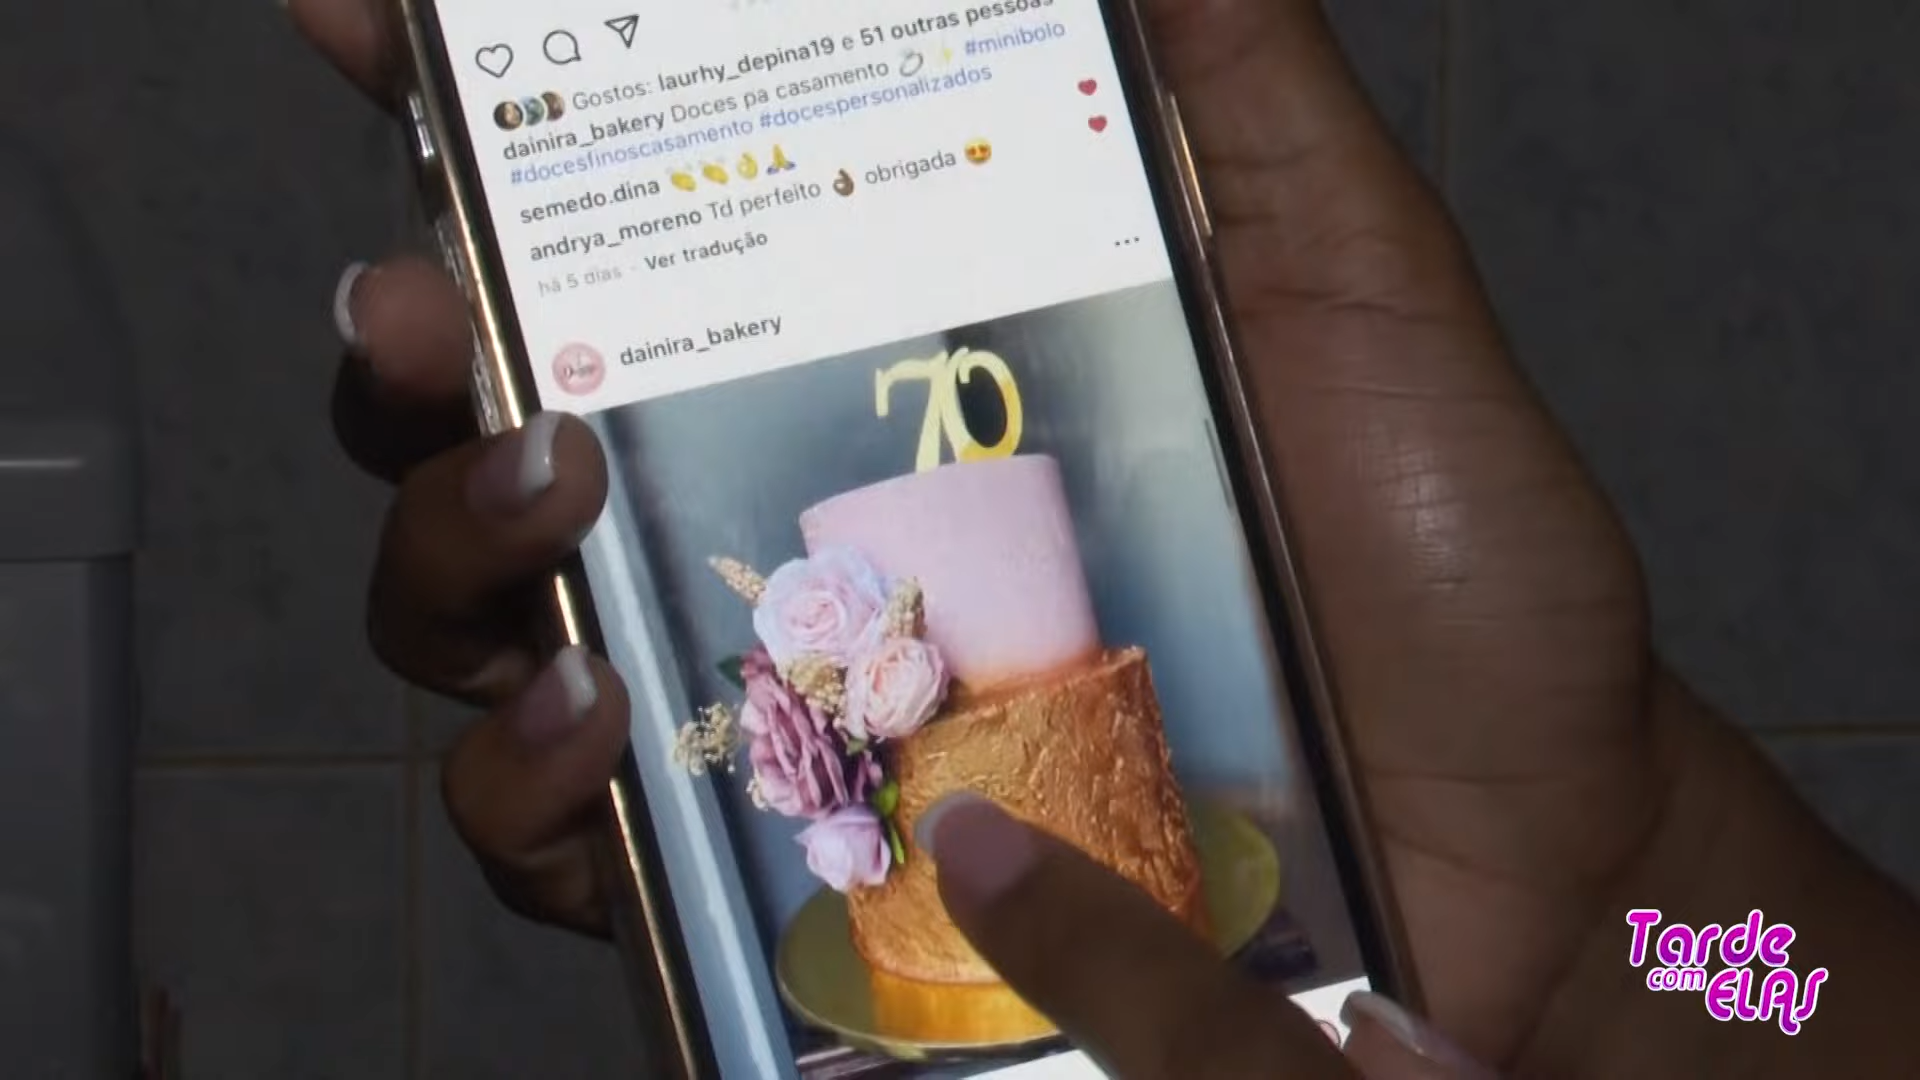 Gostos: laurhy_depina19 e 51 outras pessoas
dainira_bakery Doces pa casamento 💍 ✨ #minibolo
#docesfinoscasamento #docespersonalizados
semedo.dina 👏👏👌🙏
andrya_moreno Td perfeito 👌🏾 obrigada 😍
há 5 dias · Ver tradução
dainira_bakery
70
Tarde
com
ELAS